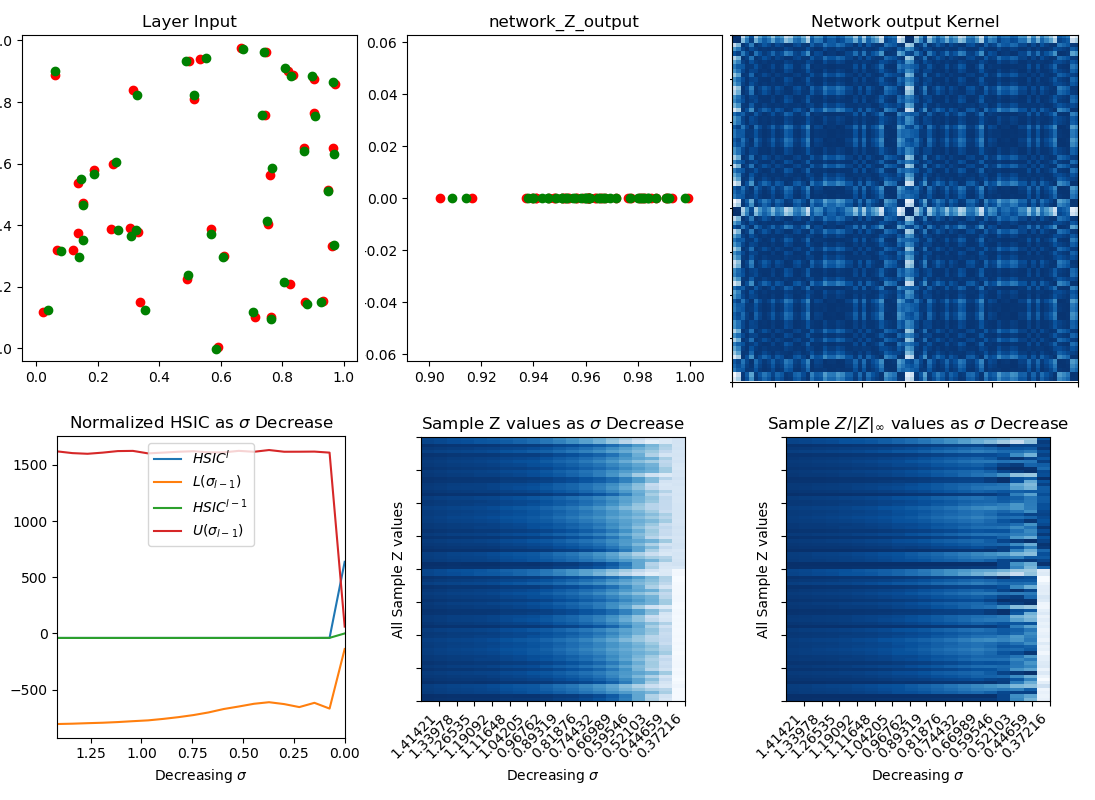 Layer Input
network_Z_output
Network output Kernel
.0
.8
.6
.4
.2
.0
0.0 0.2 0.4 0.6 0.8 1.0
0.06
0.04
0.02
0.00
0.02
0.04
0.06
0.90 0.92 0.94 0.96 0.98 1.00
Normalized HSIC as σ Decrease
1500
1000
500
0
−500
HSIC^l
L(σ_{l−1})
HSIC^{l−1}
U(σ_{l−1})
1.25 1.00 0.75 0.50 0.25 0.00
Decreasing σ
Sample Z values as σ Decrease
All Sample Z values
1.41421 1.33978 1.26535 1.19092 1.11648 1.04205 0.96762 0.89319 0.81876 0.74432 0.66989 0.59546 0.52103 0.44659 0.37216
Decreasing σ
Sample Z/|Z|_∞ values as σ Decrease
All Sample Z values
1.41421 1.33978 1.26535 1.19092 1.11648 1.04205 0.96762 0.89319 0.81876 0.74432 0.66989 0.59546 0.52103 0.44659 0.37216
Decreasing σ